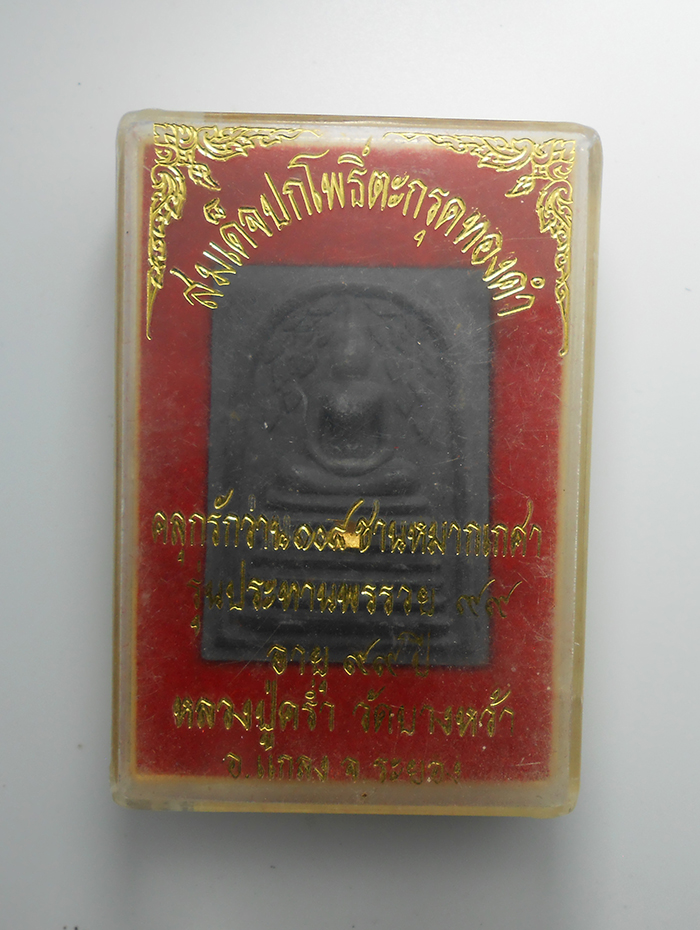 สมเด็จปกโพธิ์ตะกรุดทองคำ
คลุกรักว่าน๑๐๘ชานหมากเกศา
รุ่นประทานพรรวย ๙๙
อายุ ๙๙ ปี
หลวงปู่คร่ำ วัดบางหว้า
อ.แกลง จ.ระยอง